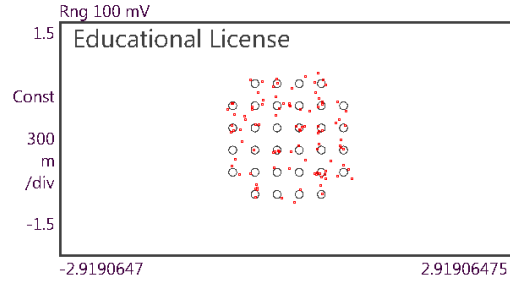 Rng 100 mV
1.5
Educational License
Const
300
m
/div
-1.5
-2.9190647
2.91906475